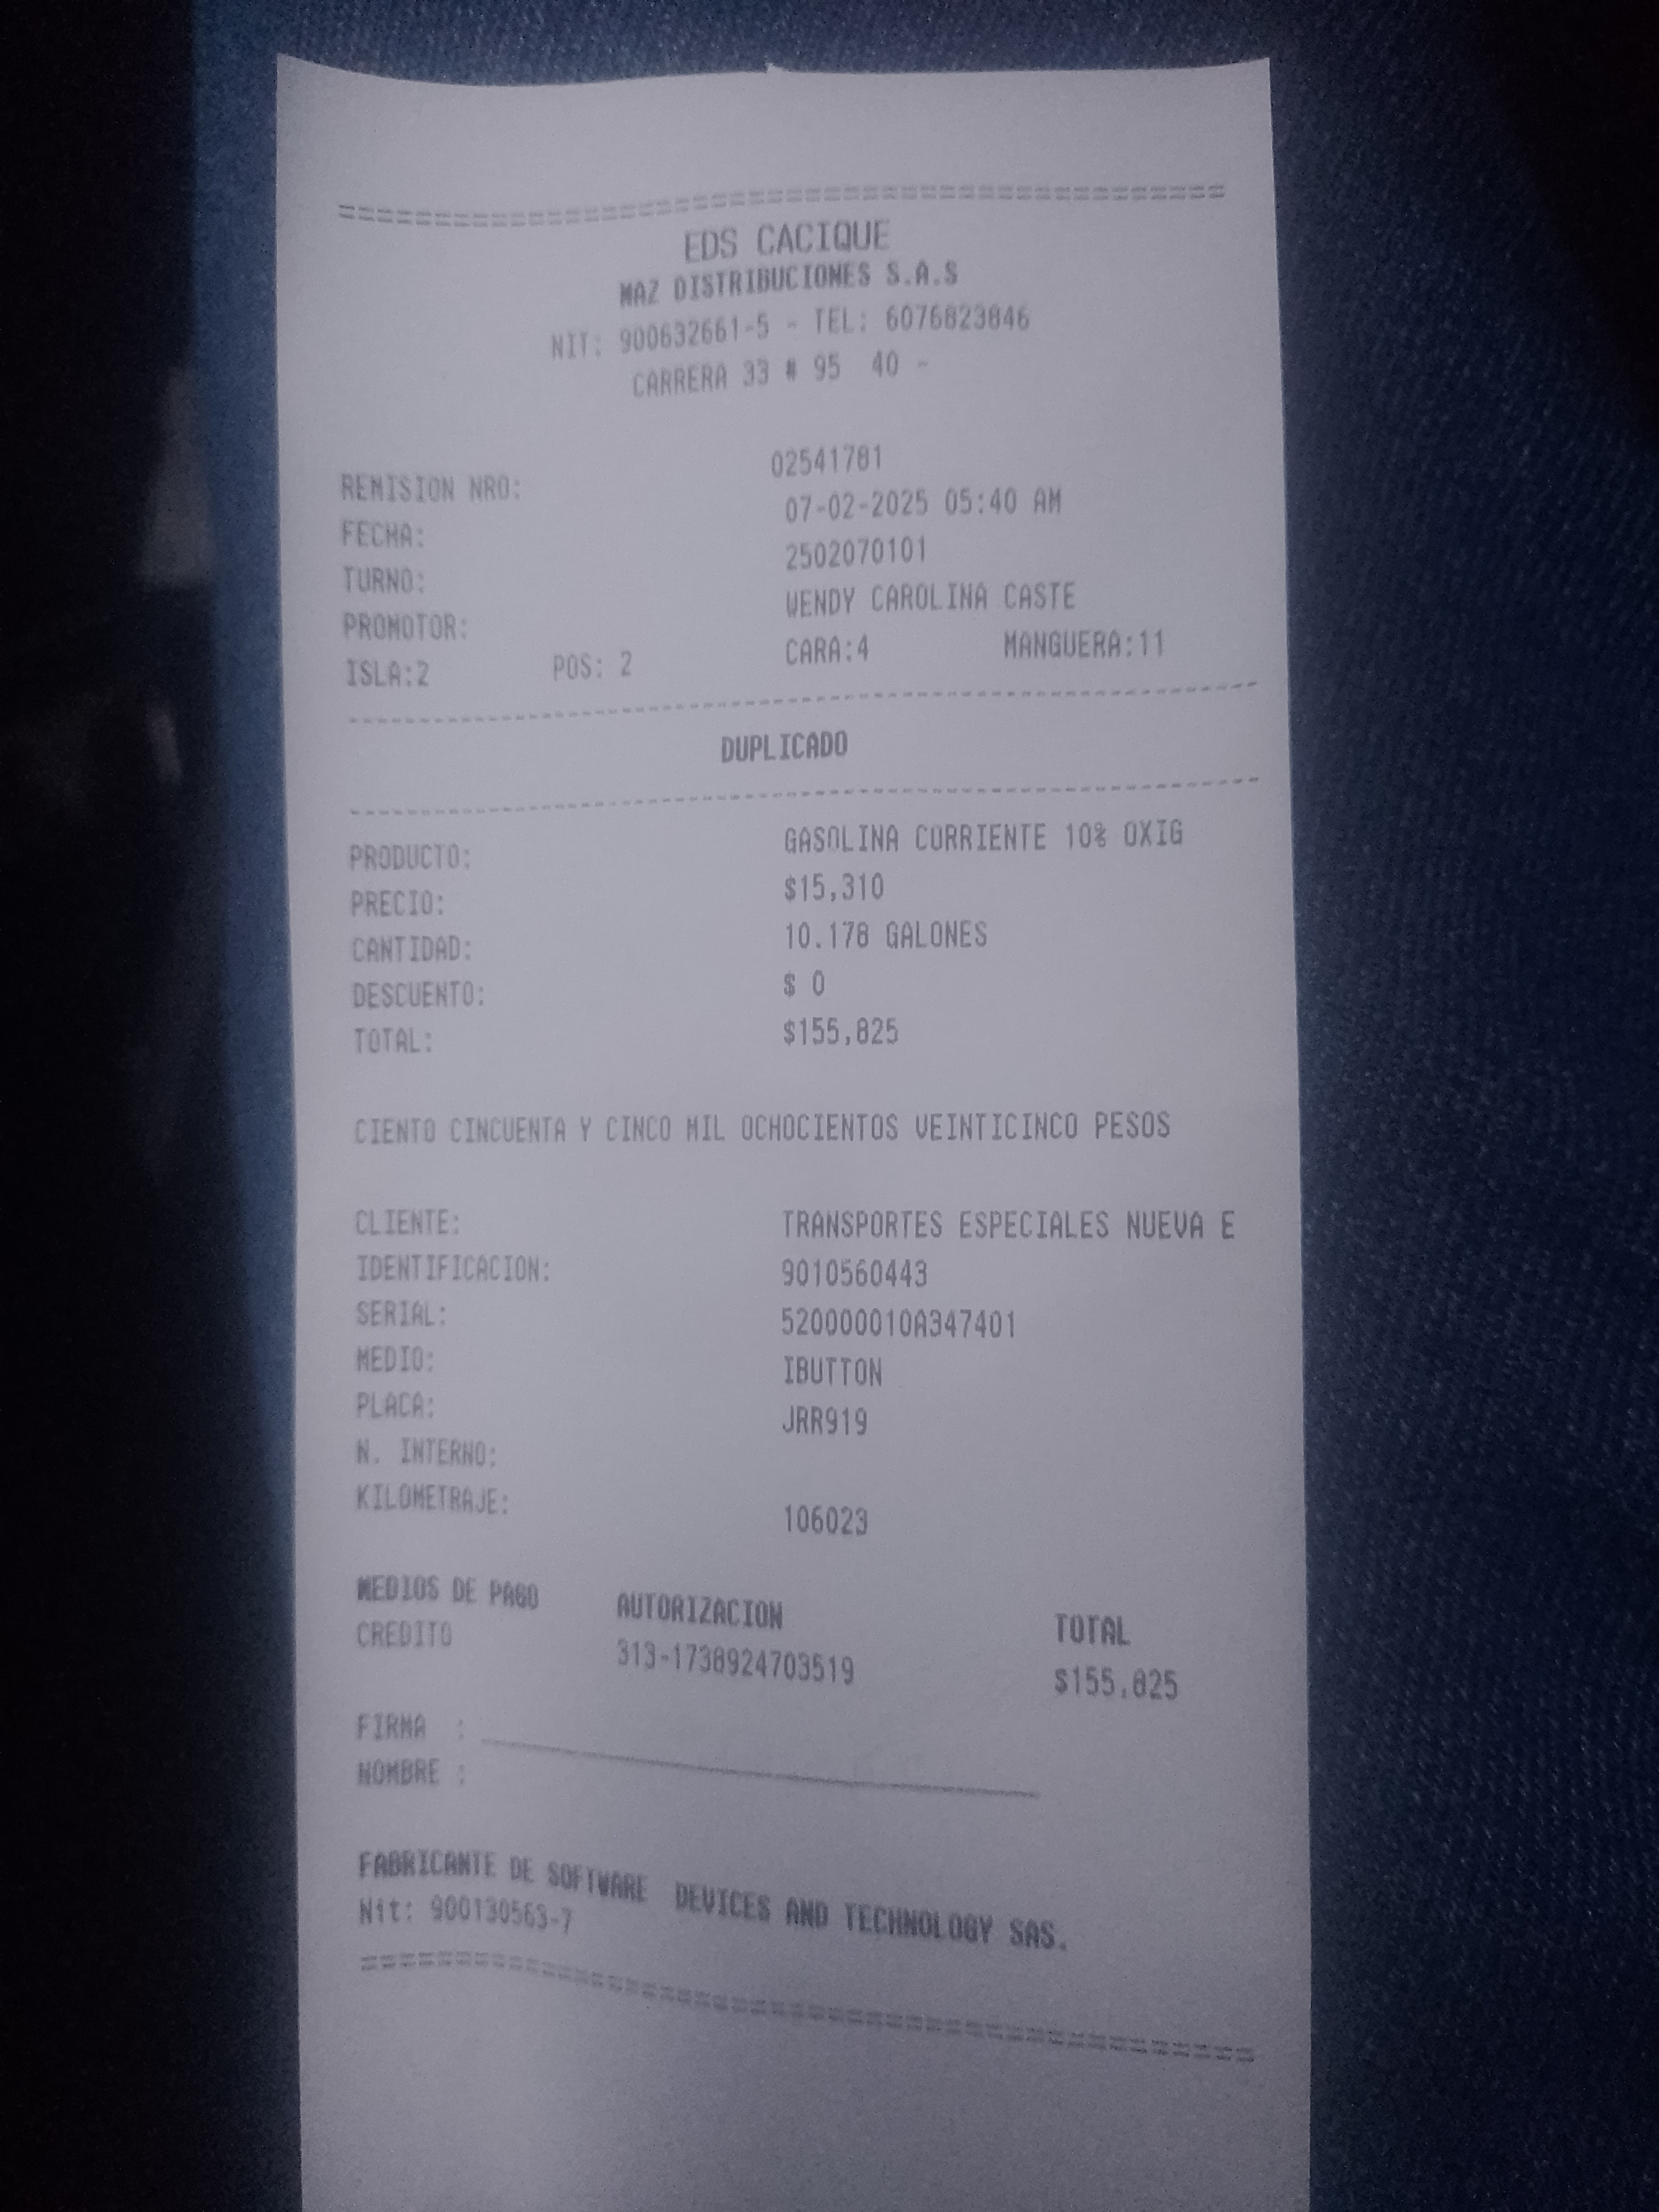 ================================================
EDS CACIQUE
MAZ DISTRIBUCIONES S.A.S
NIT: 900632661-5 - TEL: 6076823846
CARRERA 33 # 95 40 -
REMISION NRO: 02541781
FECHA: 07-02-2025 05:40 AM
TURNO: 2502070101
PROMOTOR: WENDY CAROLINA CASTE
ISLA:2 POS: 2 CARA:4 MANGUERA:11
------------------------------------------------
DUPLICADO
------------------------------------------------
PRODUCTO: GASOLINA CORRIENTE 10% OXIG
PRECIO: $15,310
CANTIDAD: 10.178 GALONES
DESCUENTO: $ 0
TOTAL: $155,825
CIENTO CINCUENTA Y CINCO MIL OCHOCIENTOS VEINTICINCO PESOS
CLIENTE: TRANSPORTES ESPECIALES NUEVA E
IDENTIFICACION: 9010560443
SERIAL: 520000010A347401
MEDIO: IBUTTON
PLACA: JRR919
N. INTERNO:
KILOMETRAJE: 106023
MEDIOS DE PAGO AUTORIZACION TOTAL
CREDITO 313-1738924703519 $155,825
FIRMA : ______________________________
NOMBRE :
FABRICANTE DE SOFTWARE DEVICES AND TECHNOLOGY SAS.
Nit: 900130563-7
================================================